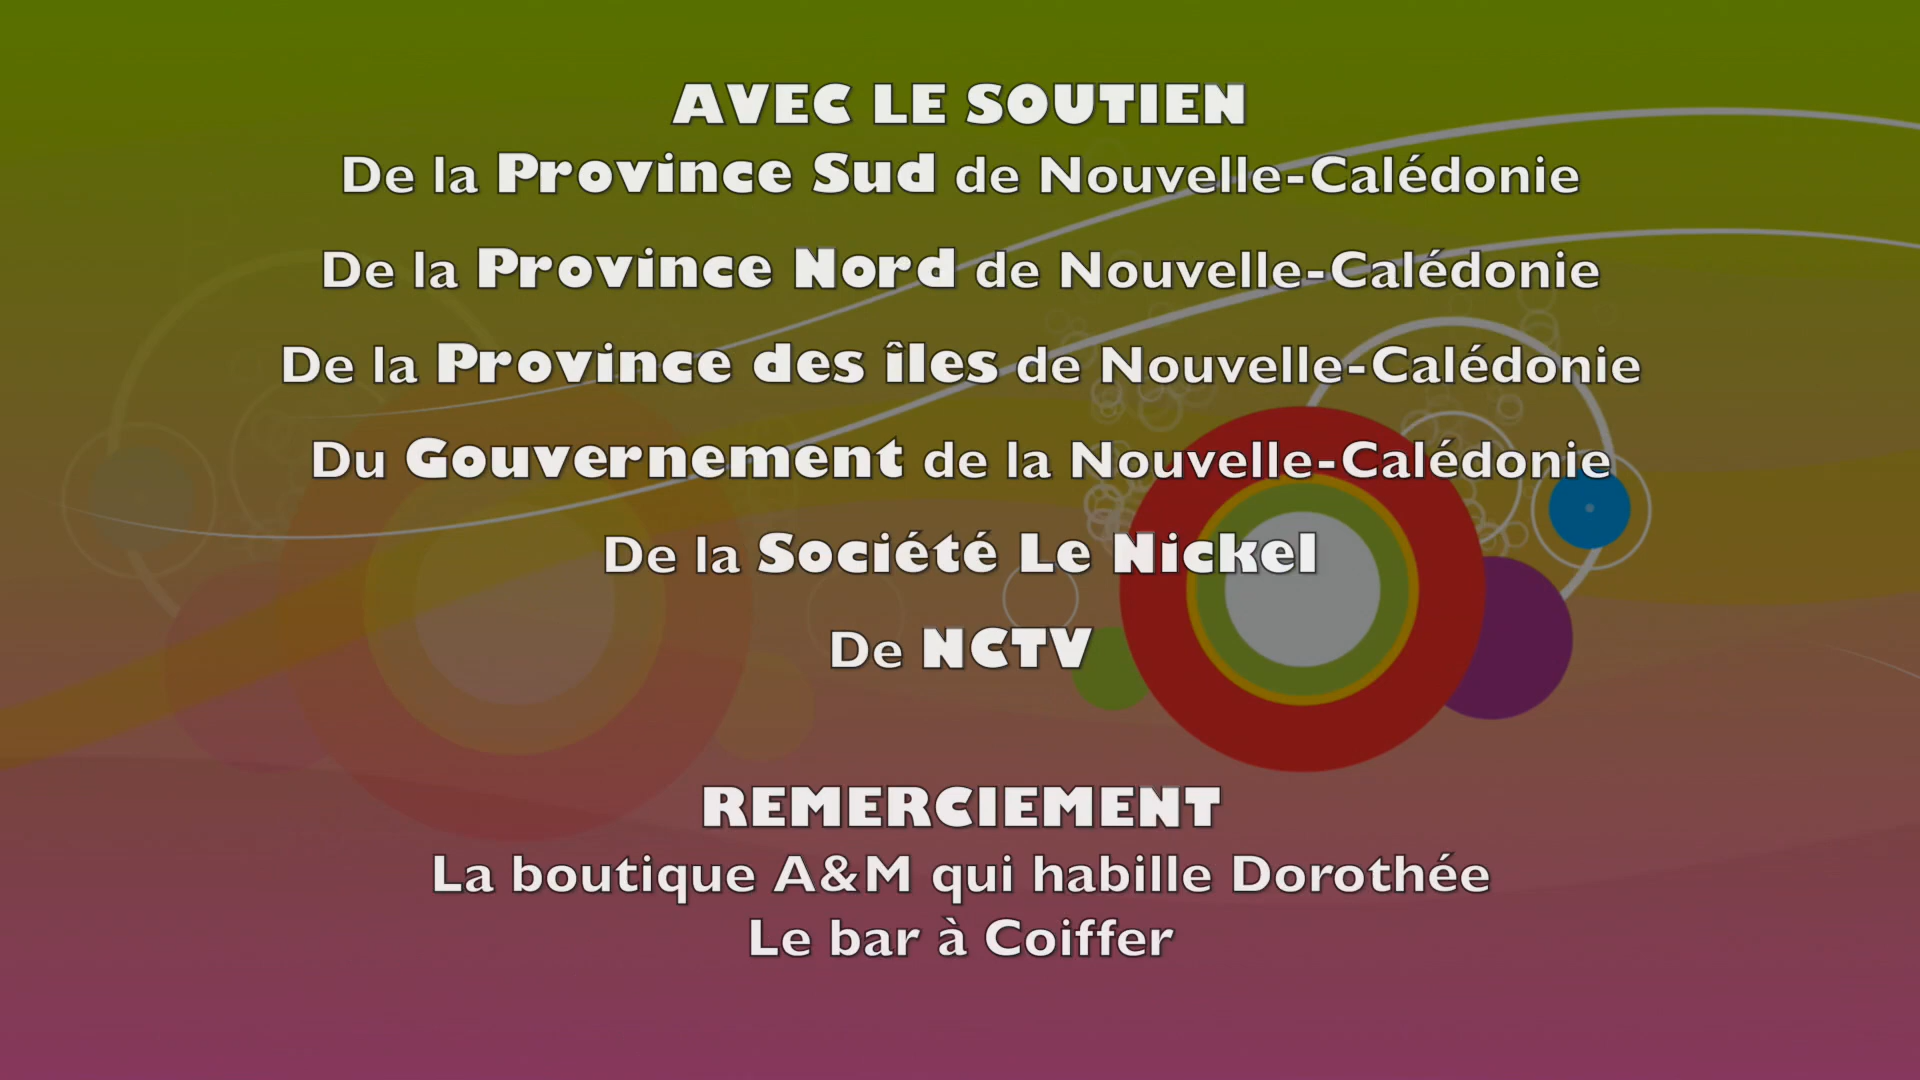 AVEC LE SOUTIEN
De la Province Sud de Nouvelle-Calédonie
De la Province Nord de Nouvelle-Calédonie
De la Province des îles de Nouvelle-Calédonie
Du Gouvernement de la Nouvelle-Calédonie
De la Société Le Nickel
De NCTV
REMERCIEMENT
La boutique A&M qui habille Dorothée
Le bar à Coiffer